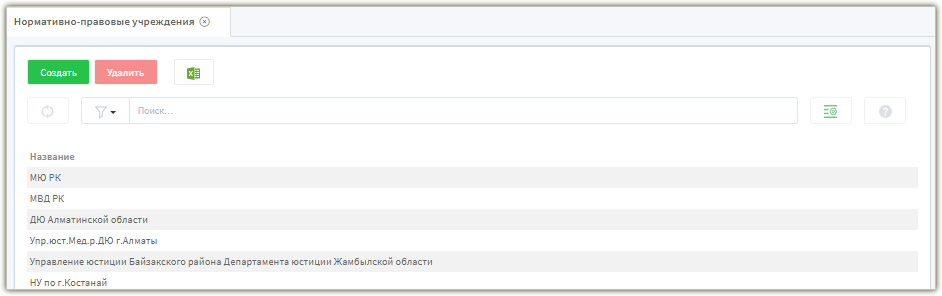 Нормативно-правовые учреждения
Создать Удалить
Поиск...
Название
МЮ РК
МВД РК
ДЮ Алматинской области
Упр.юст.Мед.р.ДЮ г.Алматы
Управление юстиции Байзакского района Департамента юстиции Жамбылской области
НУ по г.Костанай